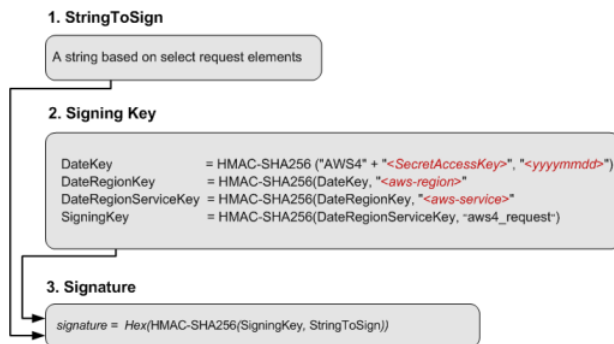 1. StringToSign
A string based on select request elements
2. Signing Key
DateKey = HMAC-SHA256 ("AWS4" + "<SecretAccessKey>", "<yyyymmdd>")
DateRegionKey = HMAC-SHA256(DateKey, "<aws-region>"
DateRegionServiceKey = HMAC-SHA256(DateRegionKey, "<aws-service>"
SigningKey = HMAC-SHA256(DateRegionServiceKey, "aws4_request")
3. Signature
signature = Hex(HMAC-SHA256(SigningKey, StringToSign))